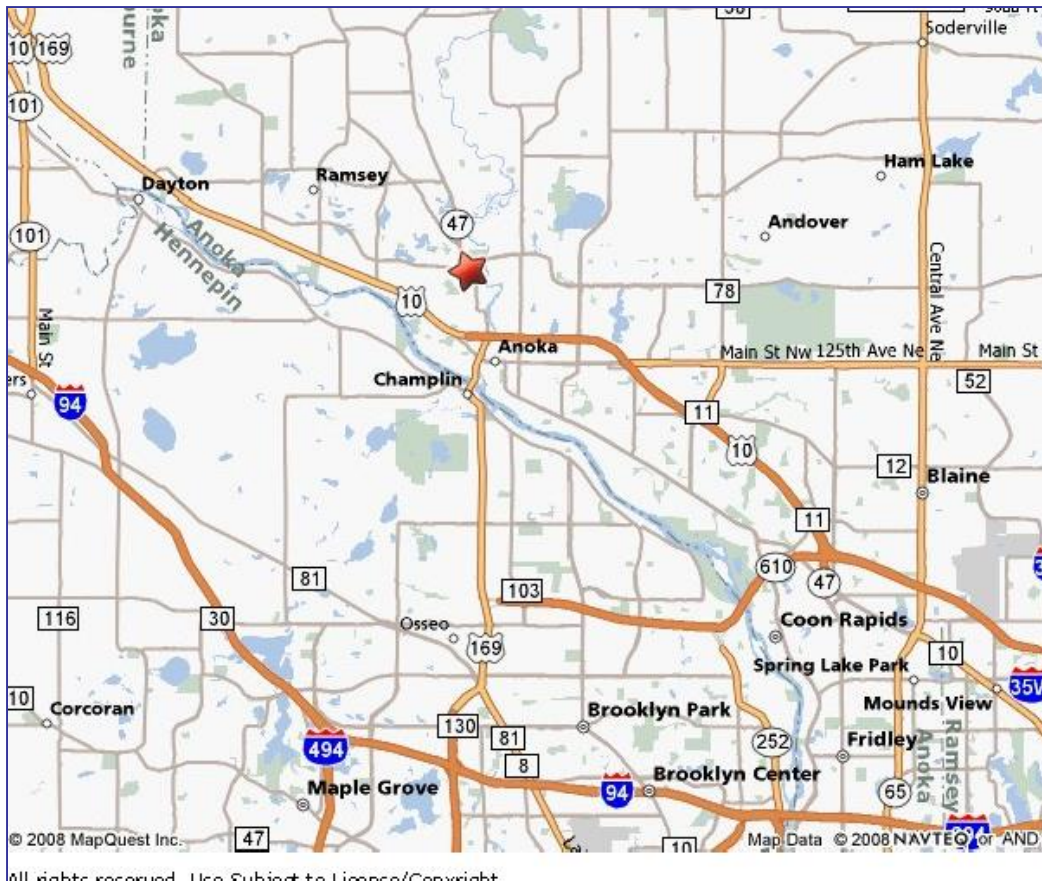 Soderville
10
169
101
Ham Lake
Dayton
Ramsey
47
Andover
101
Anoka
Hennepin
Central Ave Ne
78
10
Main St
Anoka
Main St Nw
125th Ave Ne
Main St
Champlin
52
94
11
10
12
Blaine
11
610
81
103
47
116
30
Osseo
Coon Rapids
169
10
Spring Lake Park
35W
10
Mounds View
Corcoran
130
Brooklyn Park
81
252
Fridley
Ramsey
Anoka
494
8
Brooklyn Center
Maple Grove
94
65
47
10
© 2008 MapQuest Inc.
Map Data © 2008 NAVTEQ or AND
All rights reserved. Use Subject to License/Copyright